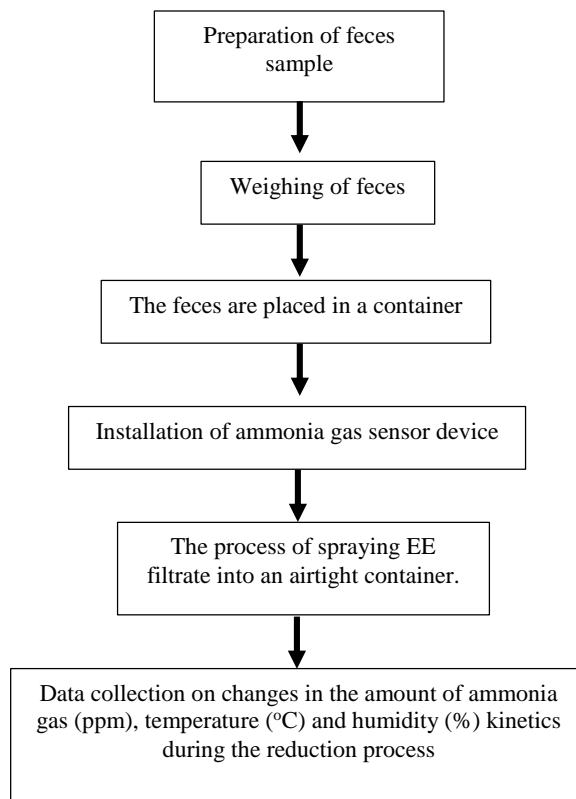 Preparation of feces
sample
Weighing of feces
The feces are placed in a container
Installation of ammonia gas sensor device
The process of spraying EE
filtrate into an airtight container.
Data collection on changes in the amount of ammonia
gas (ppm), temperature (°C) and humidity (%) kinetics
during the reduction process